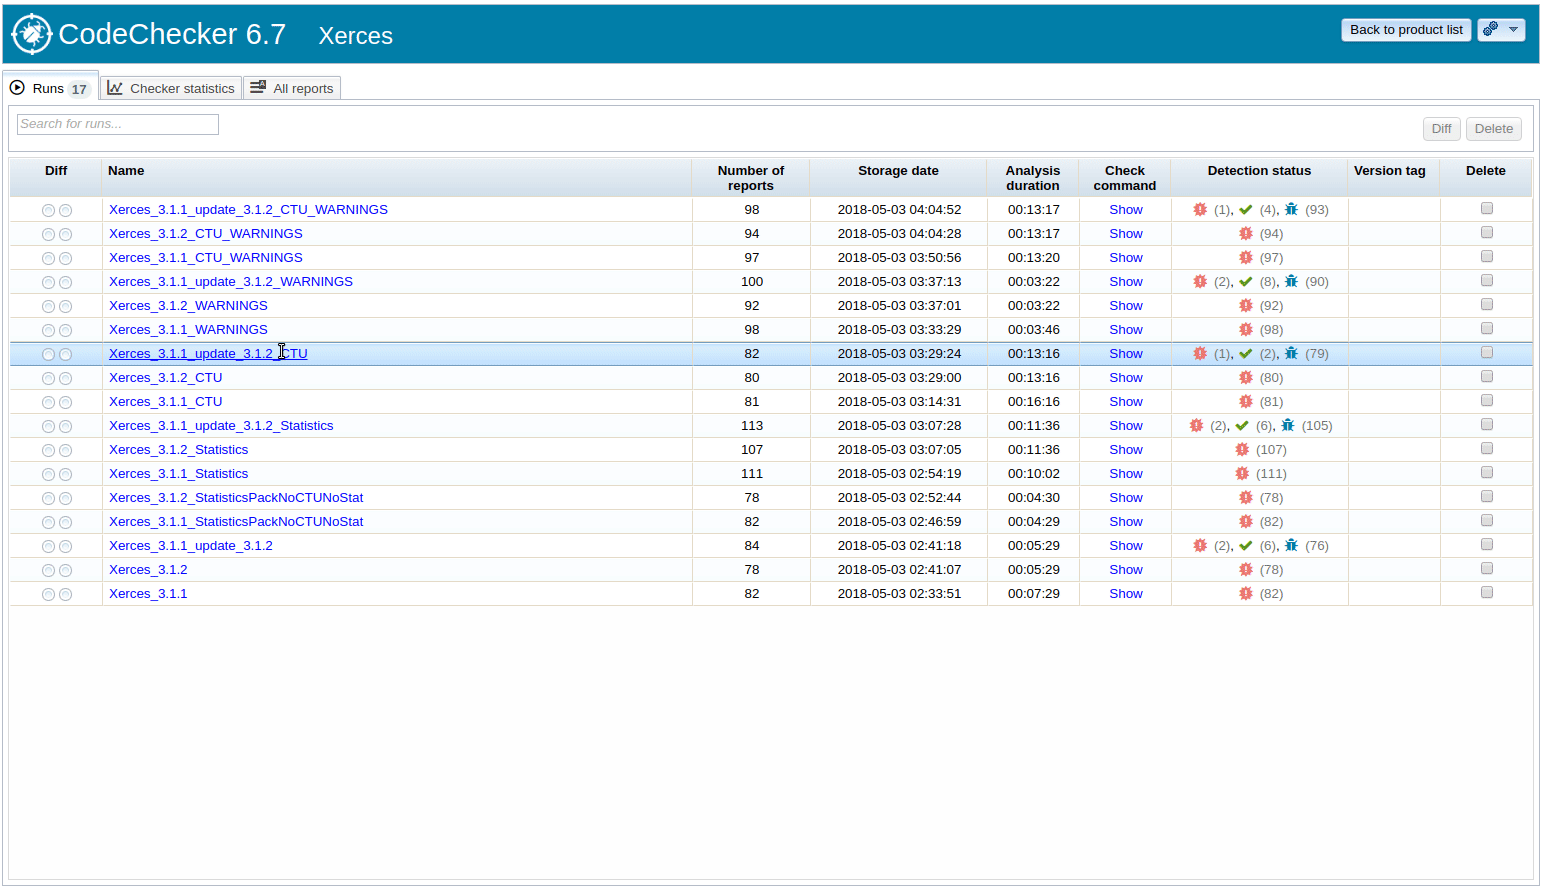 CodeChecker 6.7 Xerces Back to product list
Runs 17 Checker statistics All reports
Search for runs... Diff Delete
Diff Name Number of reports Storage date Analysis duration Check command Detection status Version tag Delete
Xerces_3.1.1_update_3.1.2_CTU_WARNINGS 98 2018-05-03 04:04:52 00:13:17 Show (1), (4), (93)
Xerces_3.1.2_CTU_WARNINGS 94 2018-05-03 04:04:28 00:13:17 Show (94)
Xerces_3.1.1_CTU_WARNINGS 97 2018-05-03 03:50:56 00:13:20 Show (97)
Xerces_3.1.1_update_3.1.2_WARNINGS 100 2018-05-03 03:37:13 00:03:22 Show (2), (8), (90)
Xerces_3.1.2_WARNINGS 92 2018-05-03 03:37:01 00:03:22 Show (92)
Xerces_3.1.1_WARNINGS 98 2018-05-03 03:33:29 00:03:46 Show (98)
Xerces_3.1.1_update_3.1.2_CTU 82 2018-05-03 03:29:24 00:13:16 Show (1), (2), (79)
Xerces_3.1.2_CTU 80 2018-05-03 03:29:00 00:13:16 Show (80)
Xerces_3.1.1_CTU 81 2018-05-03 03:14:31 00:16:16 Show (81)
Xerces_3.1.1_update_3.1.2_Statistics 113 2018-05-03 03:07:28 00:11:36 Show (2), (6), (105)
Xerces_3.1.2_Statistics 107 2018-05-03 03:07:05 00:11:36 Show (107)
Xerces_3.1.1_Statistics 111 2018-05-03 02:54:19 00:10:02 Show (111)
Xerces_3.1.2_StatisticsPackNoCTUNoStat 78 2018-05-03 02:52:44 00:04:30 Show (78)
Xerces_3.1.1_StatisticsPackNoCTUNoStat 82 2018-05-03 02:46:59 00:04:29 Show (82)
Xerces_3.1.1_update_3.1.2 84 2018-05-03 02:41:18 00:05:29 Show (2), (6), (76)
Xerces_3.1.2 78 2018-05-03 02:41:07 00:05:29 Show (78)
Xerces_3.1.1 82 2018-05-03 02:33:51 00:07:29 Show (82)